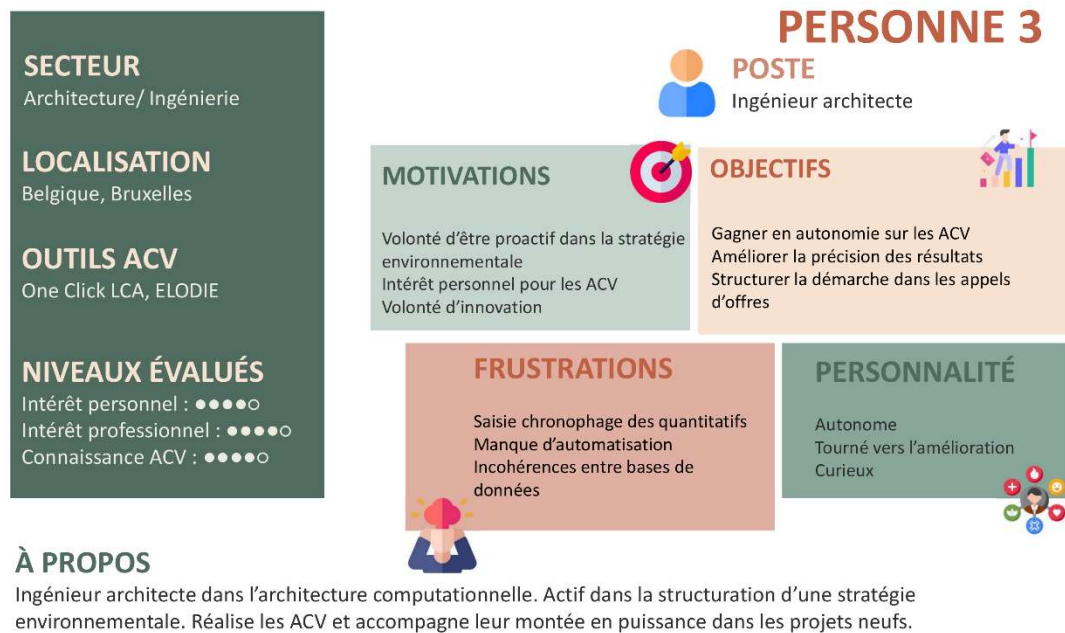 PERSONNE 3
POSTE
Ingénieur architecte
SECTEUR
Architecture/ Ingénierie
LOCALISATION
Belgique, Bruxelles
OUTILS ACV
One Click LCA, ELODIE
NIVEAUX ÉVALUÉS
Intérêt personnel : ●●●●○
Intérêt professionnel : ●●●●○
Connaissance ACV : ●●●●○
MOTIVATIONS
Volonté d’être proactif dans la stratégie
environnementale
Intérêt personnel pour les ACV
Volonté d’innovation
OBJECTIFS
Gagner en autonomie sur les ACV
Améliorer la précision des résultats
Structurer la démarche dans les appels
d’offres
FRUSTRATIONS
Saisie chronophage des quantitatifs
Manque d’automatisation
Incohérences entre bases de
données
PERSONNALITÉ
Autonome
Tourné vers l’amélioration
Curieux
À PROPOS
Ingénieur architecte dans l’architecture computationnelle. Actif dans la structuration d’une stratégie
environnementale. Réalise les ACV et accompagne leur montée en puissance dans les projets neufs.